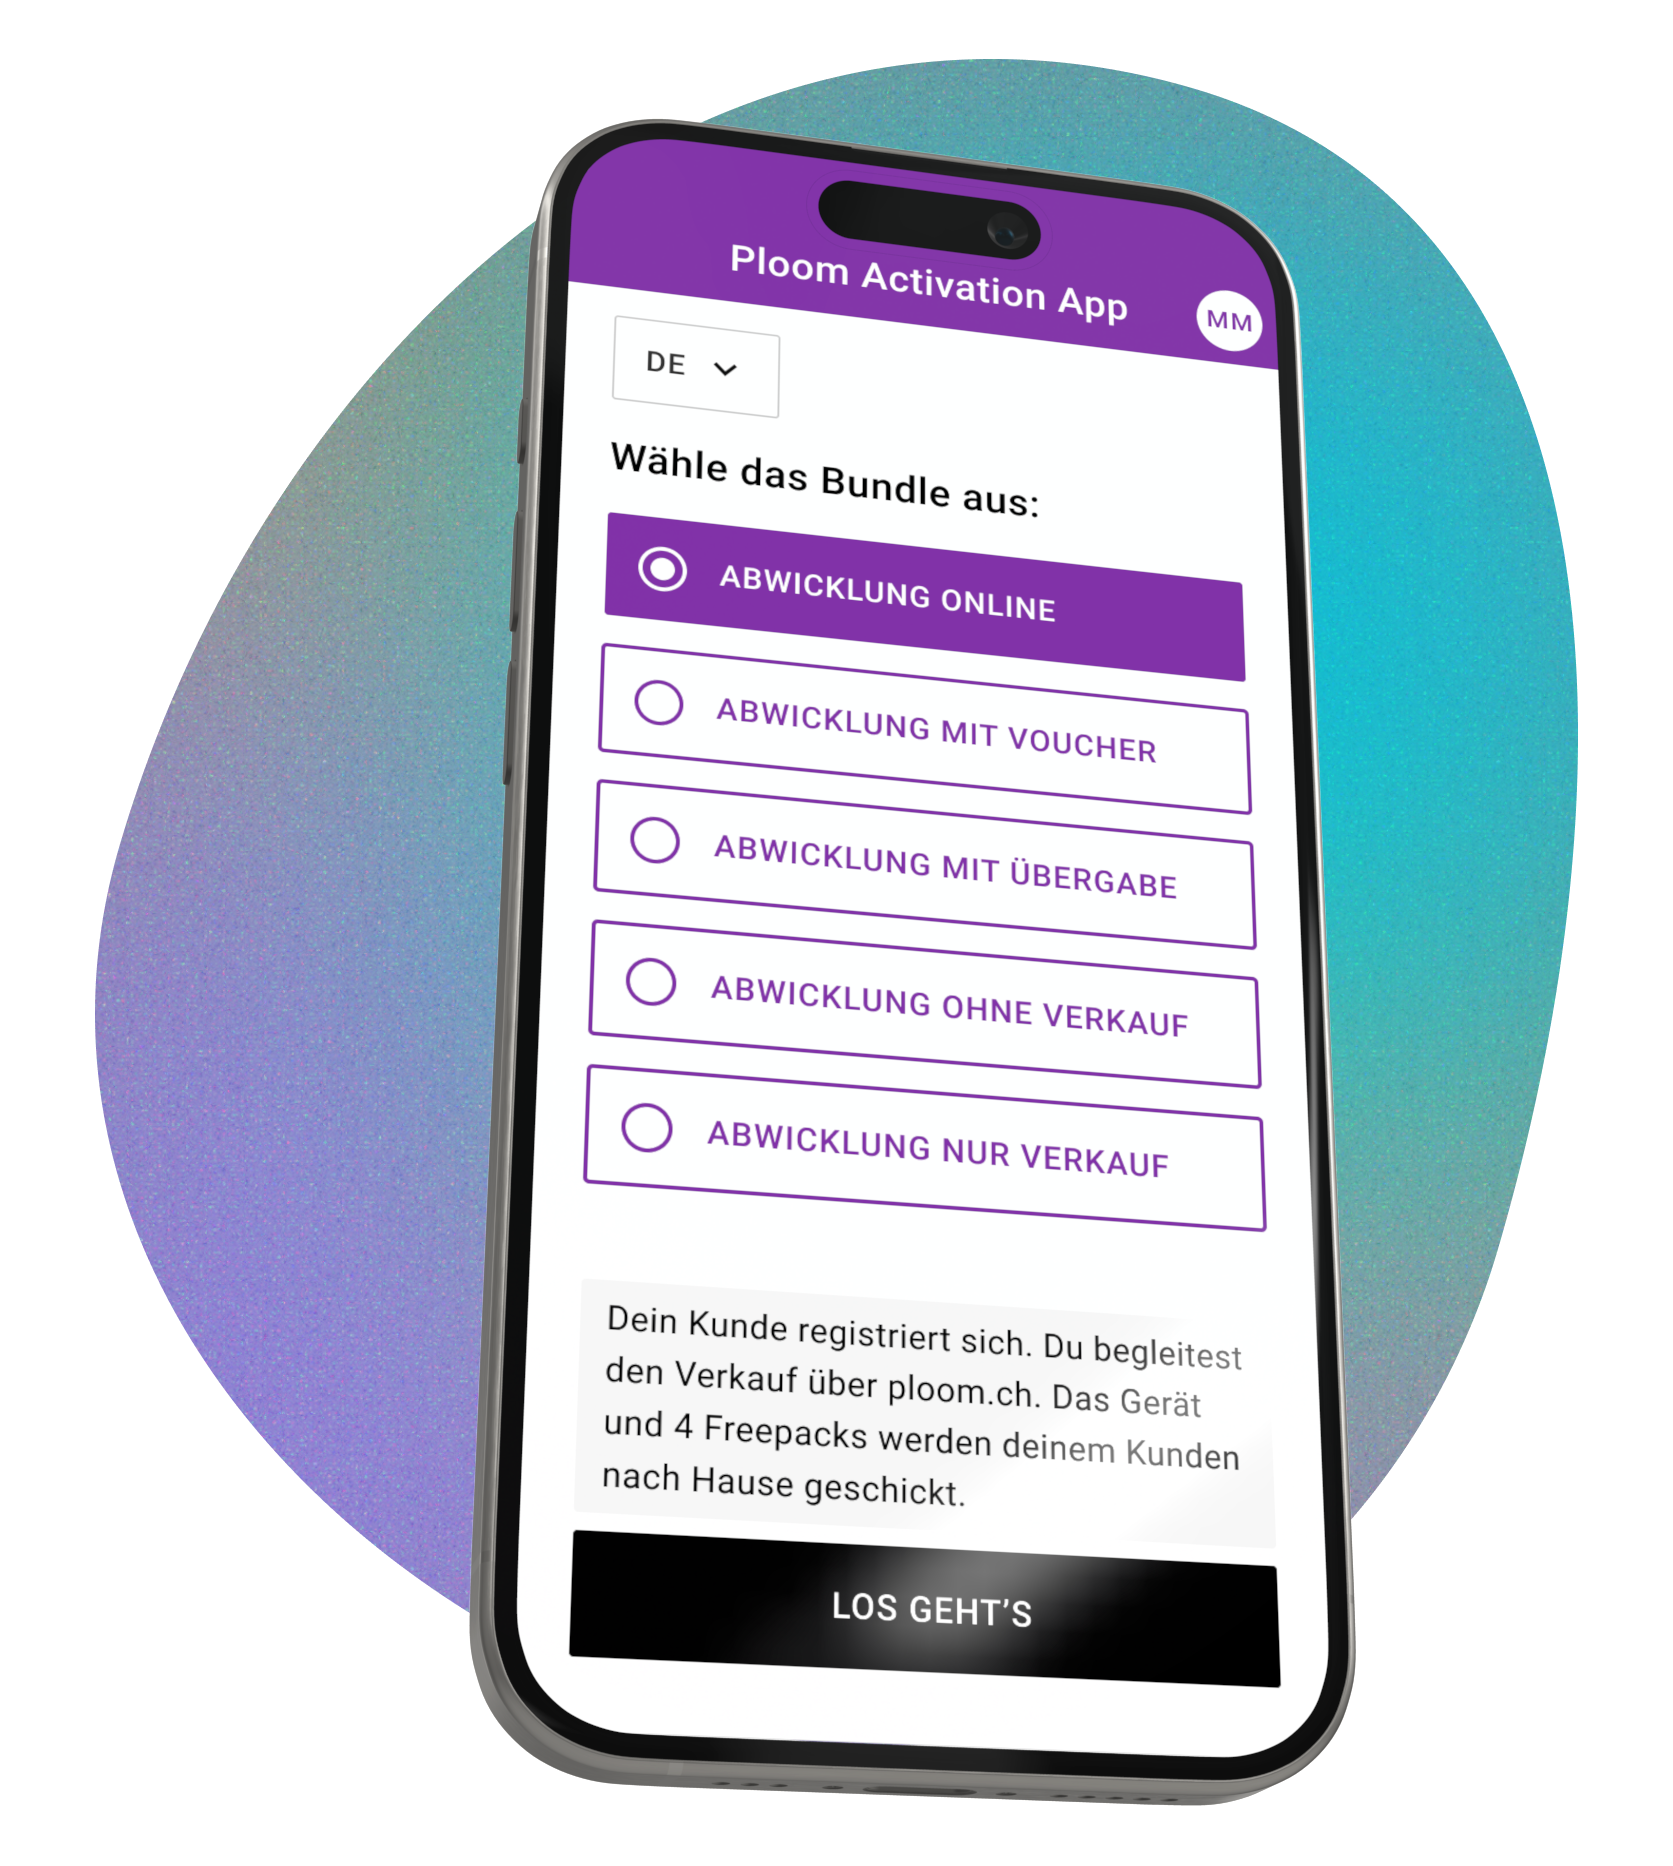 Ploom Activation App
MM
DE
Wähle das Bundle aus:
ABWICKLUNG ONLINE
ABWICKLUNG MIT VOUCHER
ABWICKLUNG MIT ÜBERGABE
ABWICKLUNG OHNE VERKAUF
ABWICKLUNG NUR VERKAUF
Dein Kunde registriert sich. Du begleitest
den Verkauf über ploom.ch. Das Gerät
und 4 Freepacks werden deinem Kunden
nach Hause geschickt.
LOS GEHT’S